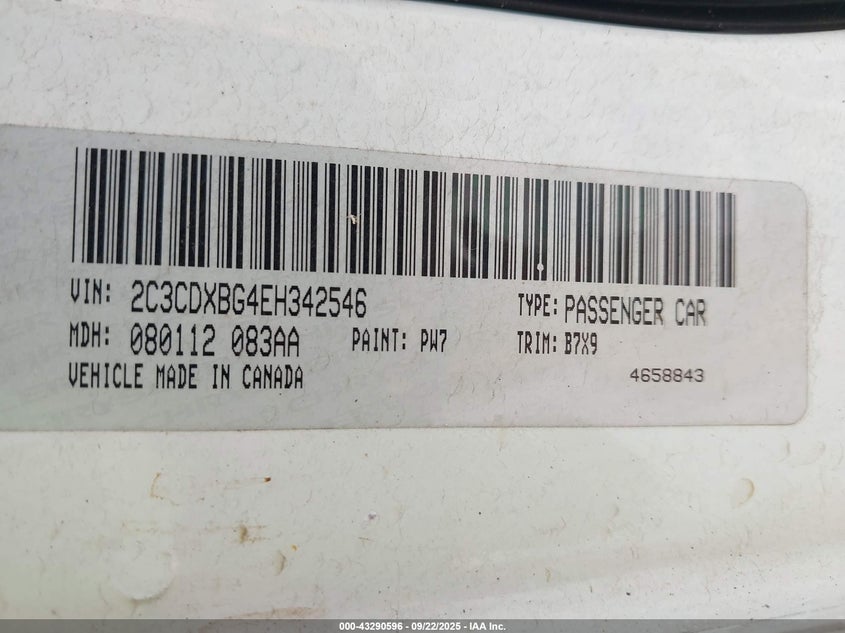 VIN: 2C3CDXBG4EH342546 TYPE: PASSENGER CAR
MDH: 080112 083AA PAINT: PW7 TRIM: B7X9
VEHICLE MADE IN CANADA 4658843
000-43290596 - 09/22/2025 - IAA Inc.